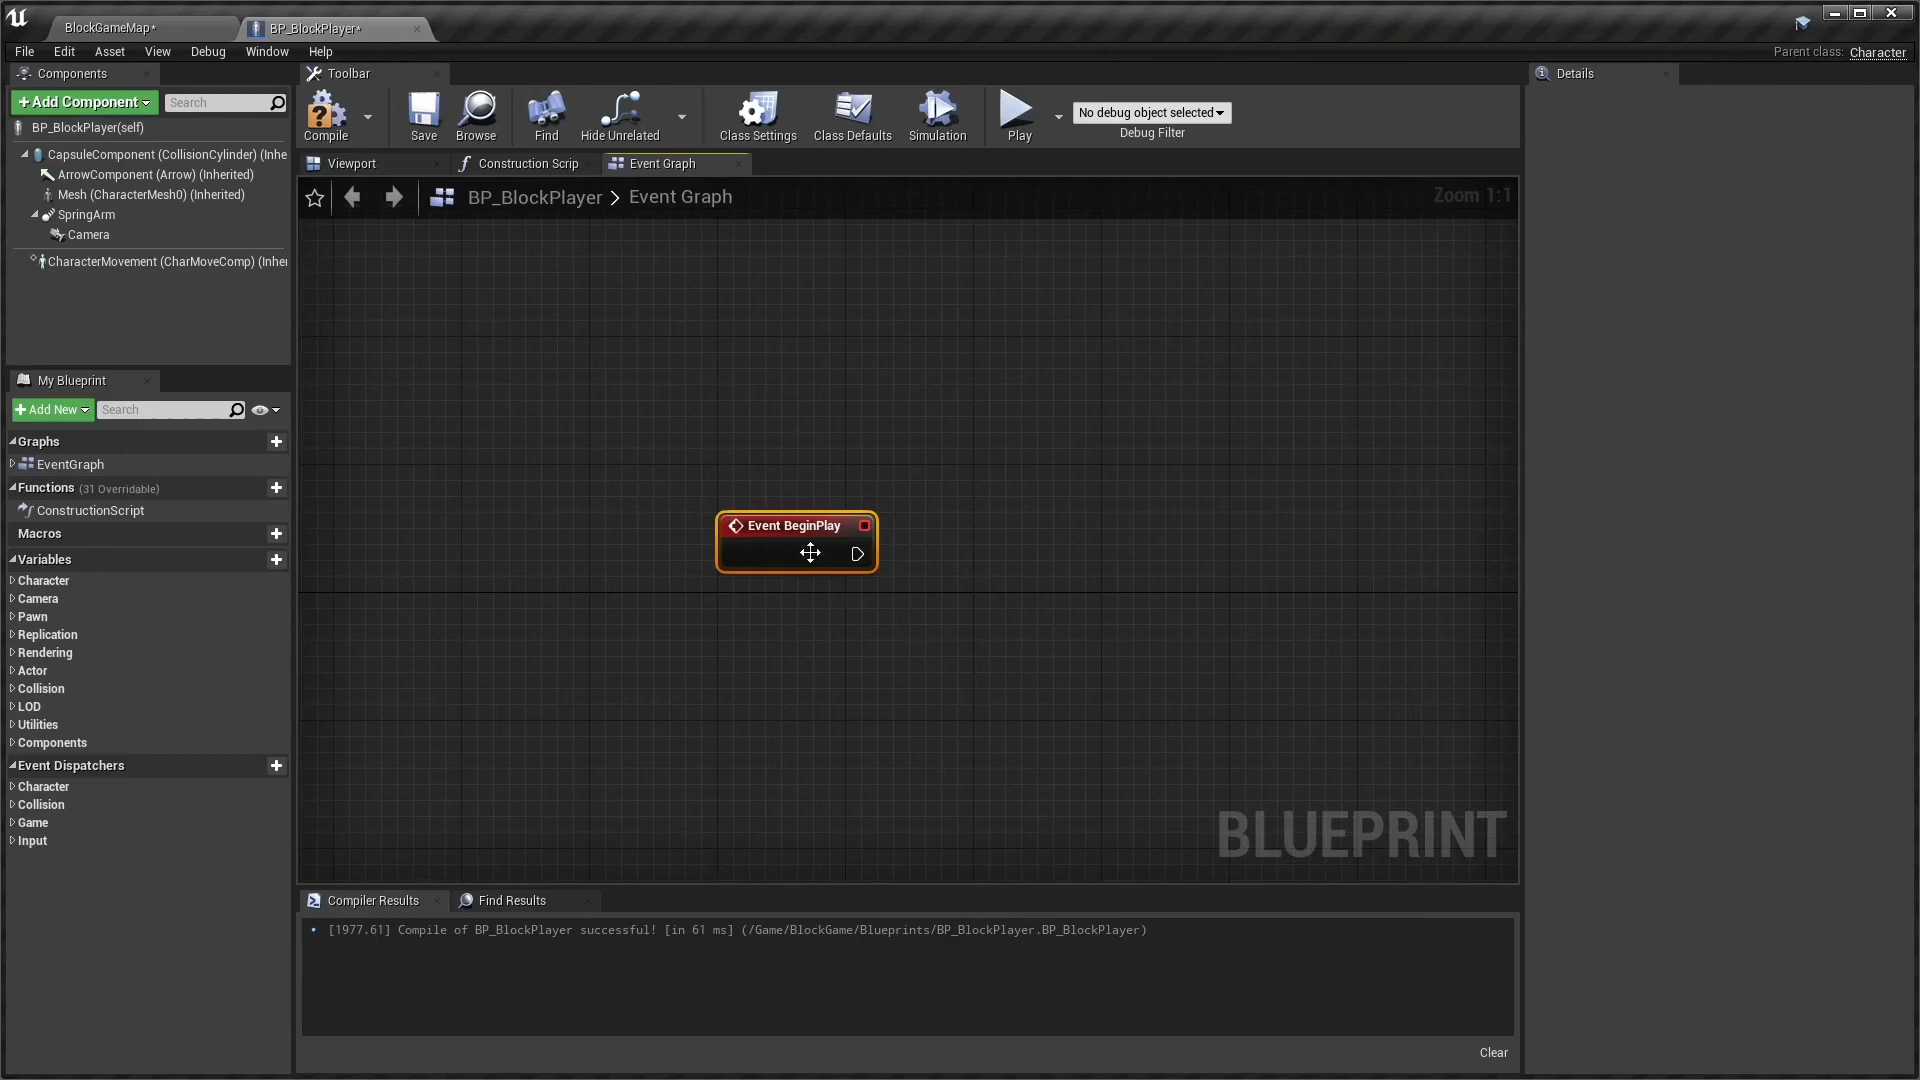 BlockGameMap*
BP_BlockPlayer*
File Edit Asset View Debug Window Help
Parent class: Character
Components
Toolbar
Details
+Add Component
Search
Compile
Save
Browse
Find
Hide Unrelated
Class Settings
Class Defaults
Simulation
Play
No debug object selected
Debug Filter
BP_BlockPlayer(self)
CapsuleComponent (CollisionCylinder) (Inhe
ArrowComponent (Arrow) (Inherited)
Mesh (CharacterMesh0) (Inherited)
SpringArm
Camera
CharacterMovement (CharMoveComp) (Inher
Viewport
Construction Scrip
Event Graph
BP_BlockPlayer > Event Graph
Zoom 1:1
My Blueprint
+Add New
Search
Graphs
EventGraph
Functions (31 Overridable)
ConstructionScript
Macros
Variables
Character
Camera
Pawn
Replication
Rendering
Actor
Collision
LOD
Utilities
Components
Event Dispatchers
Character
Collision
Game
Input
Event BeginPlay
BLUEPRINT
Compiler Results
Find Results
• [1977.61] Compile of BP_BlockPlayer successful! [in 61 ms] (/Game/BlockGame/Blueprints/BP_BlockPlayer.BP_BlockPlayer)
Clear